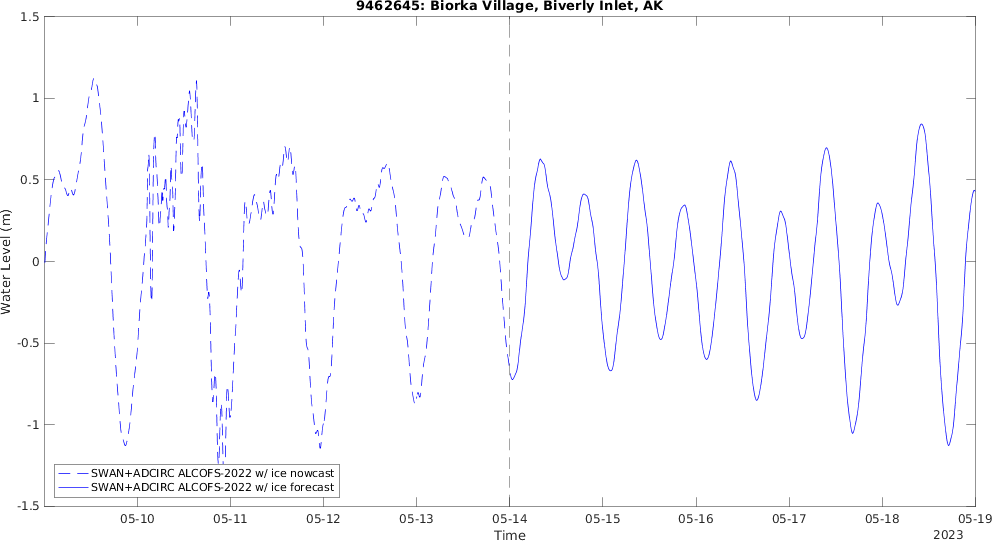 9462645: Biorka Village, Biverly Inlet, AK
1.5
1
0.5
0
-0.5
-1
-1.5
Water Level (m)
SWAN+ADCIRC ALCOFS-2022 w/ ice nowcast
SWAN+ADCIRC ALCOFS-2022 w/ ice forecast
05-10 05-11 05-12 05-13 05-14 05-15 05-16 05-17 05-18 05-19
Time
2023